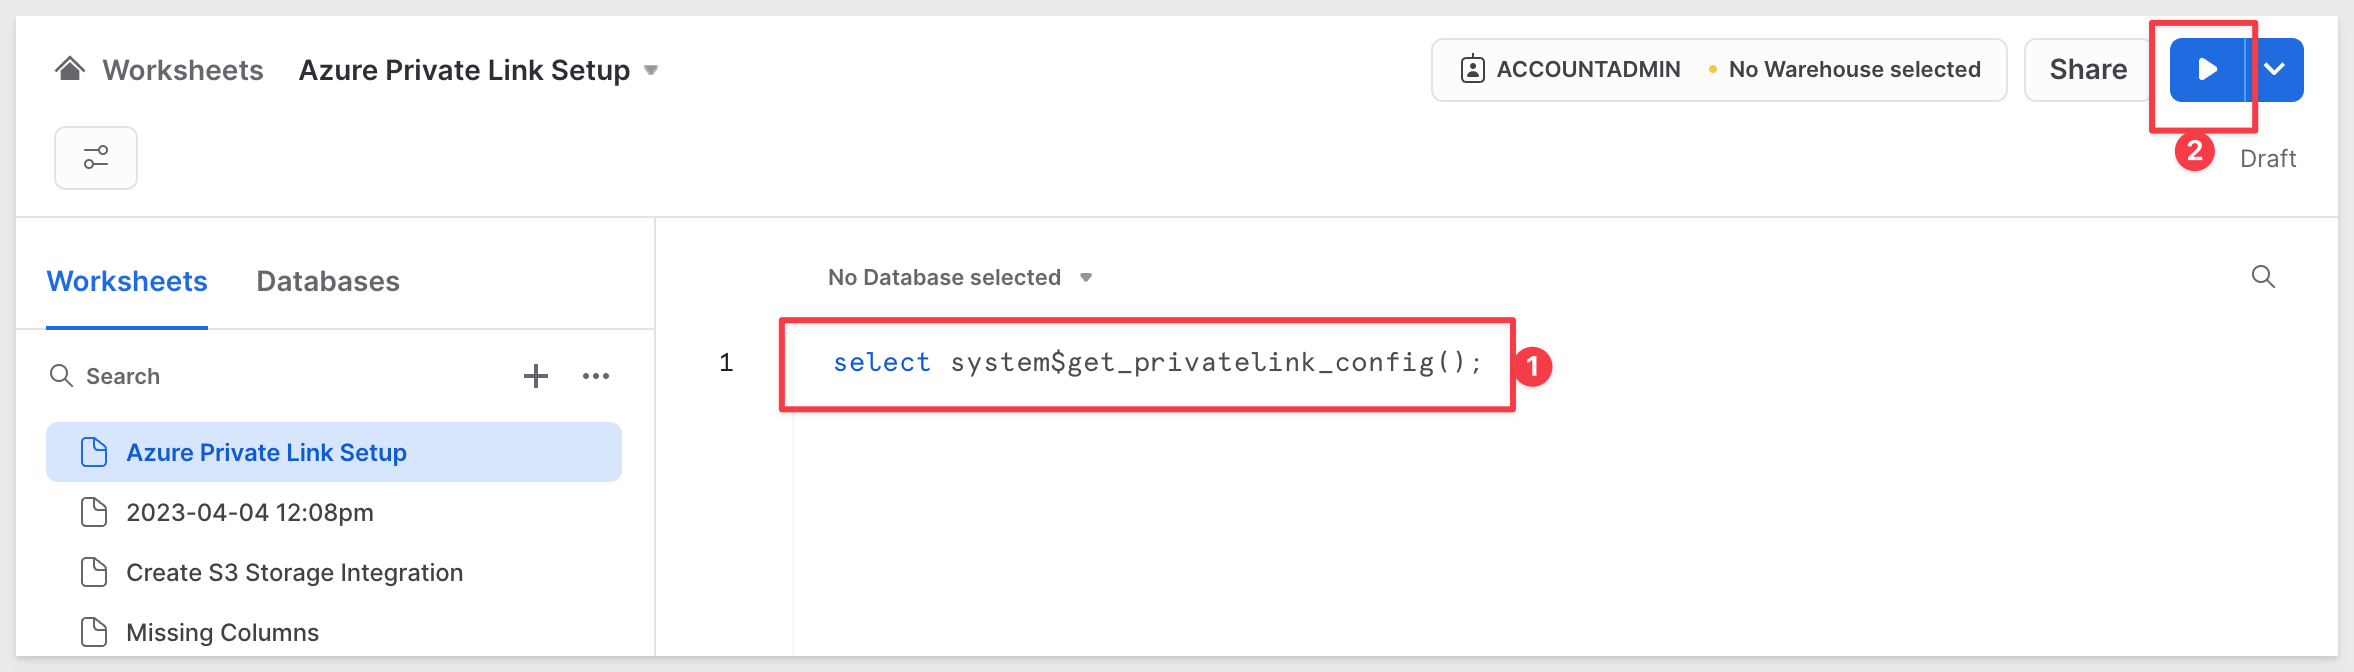 Worksheets Azure Private Link Setup ACCOUNTADMIN No Warehouse selected Share
2 Draft
Worksheets Databases
No Database selected
1 select system$get_privatelink_config(); 1
Search
Azure Private Link Setup
2023-04-04 12:08pm
Create S3 Storage Integration
Missing Columns